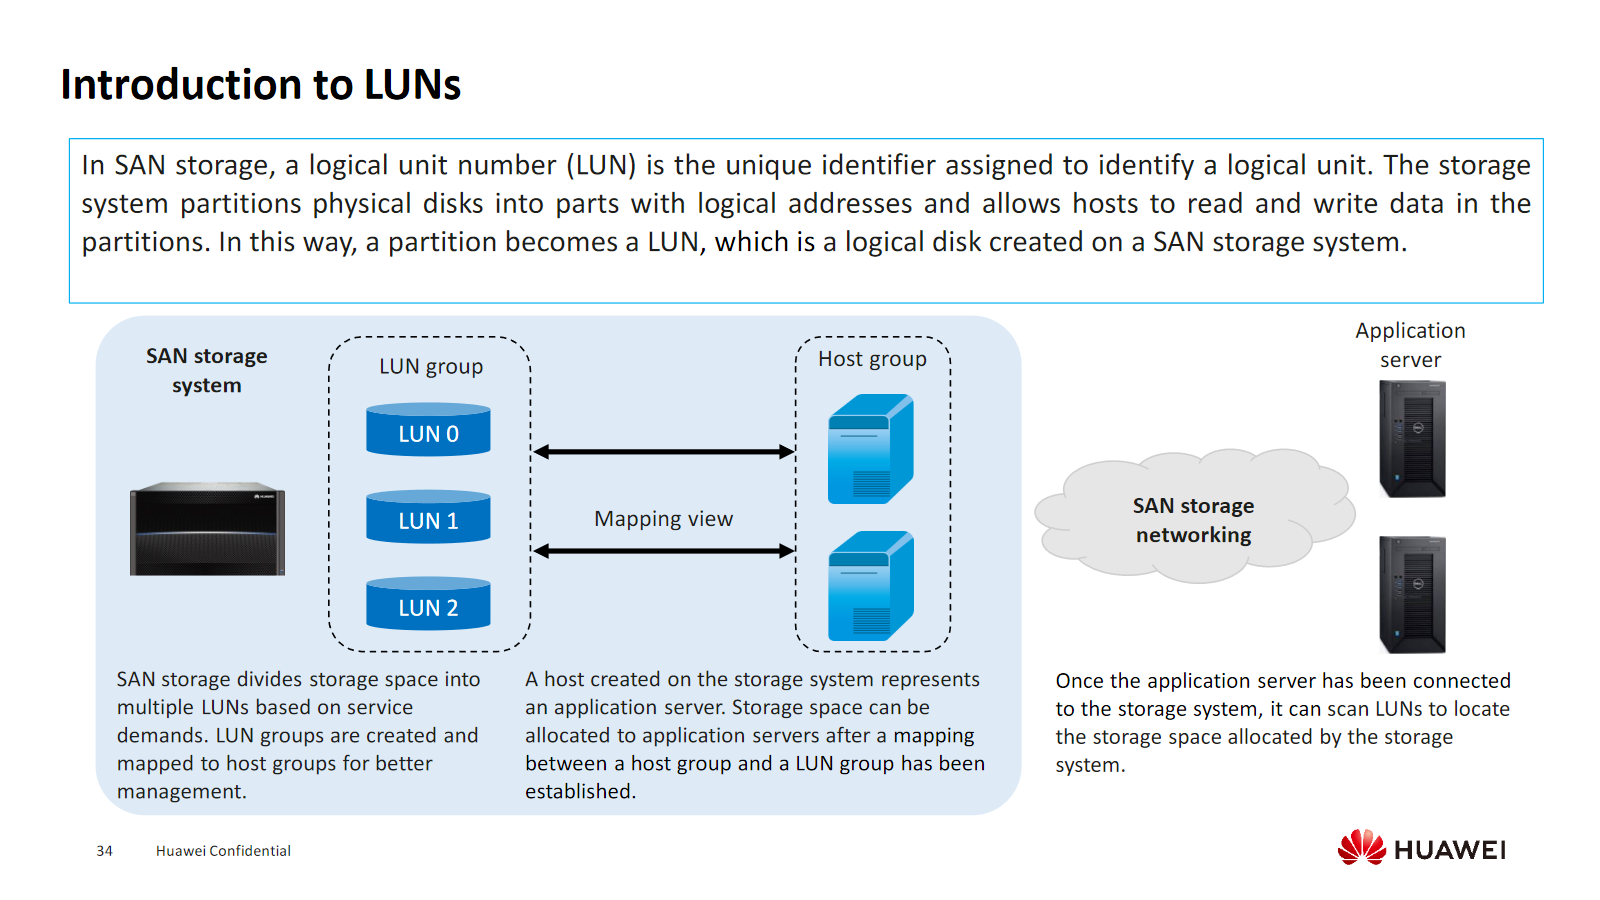 Introduction to LUNs
In SAN storage, a logical unit number (LUN) is the unique identifier assigned to identify a logical unit. The storage
system partitions physical disks into parts with logical addresses and allows hosts to read and write data in the
partitions. In this way, a partition becomes a LUN, which is a logical disk created on a SAN storage system.
SAN storage
system
LUN group
LUN 0
LUN 1
LUN 2
Mapping view
Host group
SAN storage
networking
Application
server
SAN storage divides storage space into
multiple LUNs based on service
demands. LUN groups are created and
mapped to host groups for better
management.
A host created on the storage system represents
an application server. Storage space can be
allocated to application servers after a mapping
between a host group and a LUN group has been
established.
Once the application server has been connected
to the storage system, it can scan LUNs to locate
the storage space allocated by the storage
system.
34
Huawei Confidential
HUAWEI